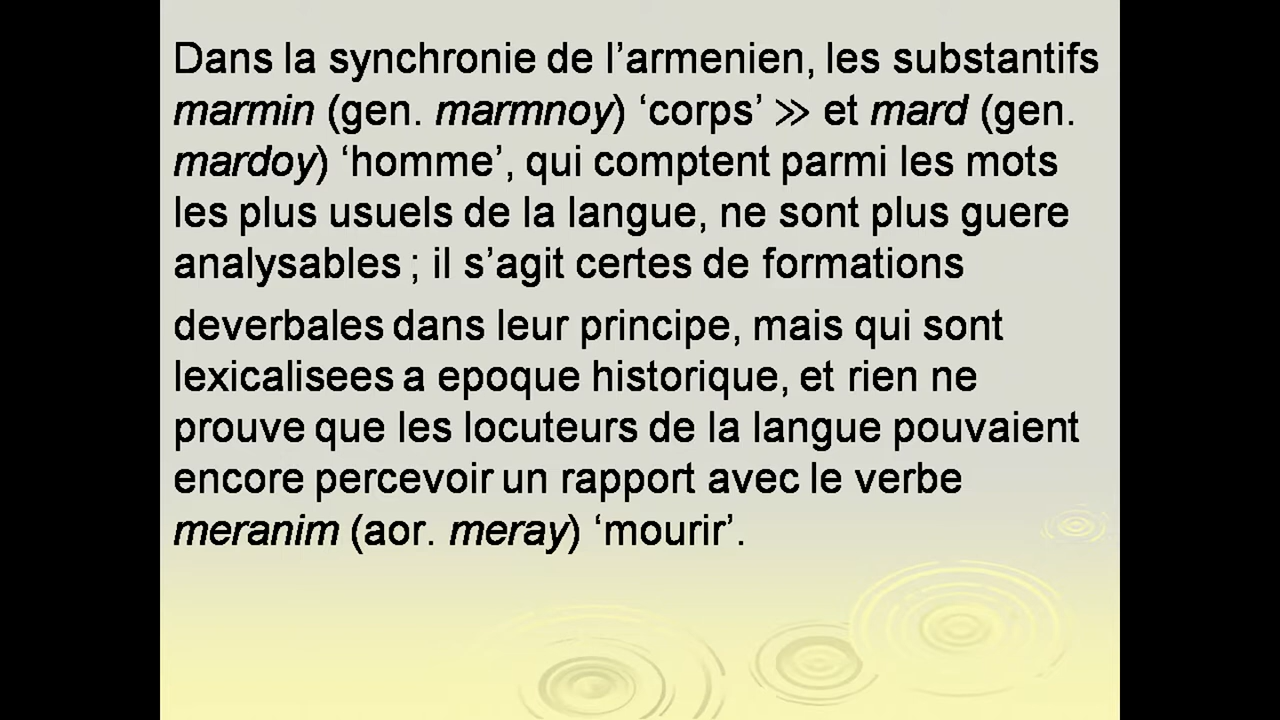 Dans la synchronie de l’armenien, les substantifs
marmin (gen. marmnoy) ‘corps’ ≫ et mard (gen.
mardoy) ‘homme’, qui comptent parmi les mots
les plus usuels de la langue, ne sont plus guere
analysables ; il s’agit certes de formations
deverbales dans leur principe, mais qui sont
lexicalisees a epoque historique, et rien ne
prouve que les locuteurs de la langue pouvaient
encore percevoir un rapport avec le verbe
meranim (aor. meray) ‘mourir’.